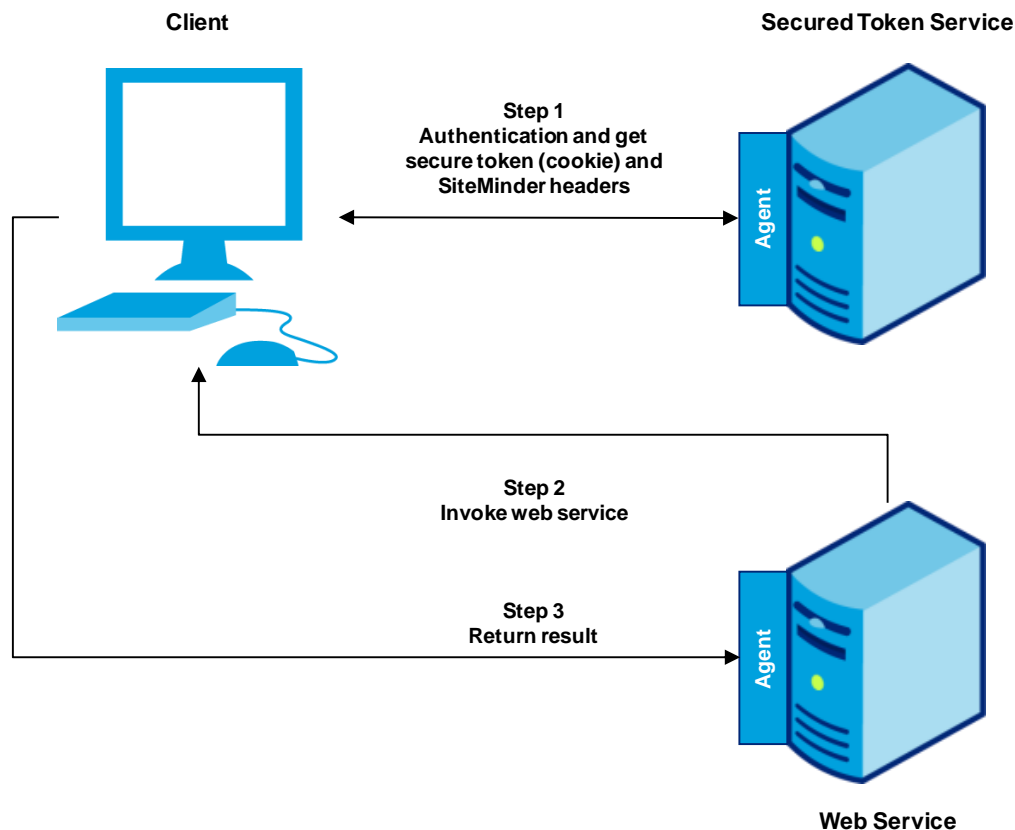 Client
Secured Token Service
Step 1
Authentication and get
secure token (cookie) and
SiteMinder headers
Agent
Step 2
Invoke web service
Step 3
Return result
Agent
Web Service